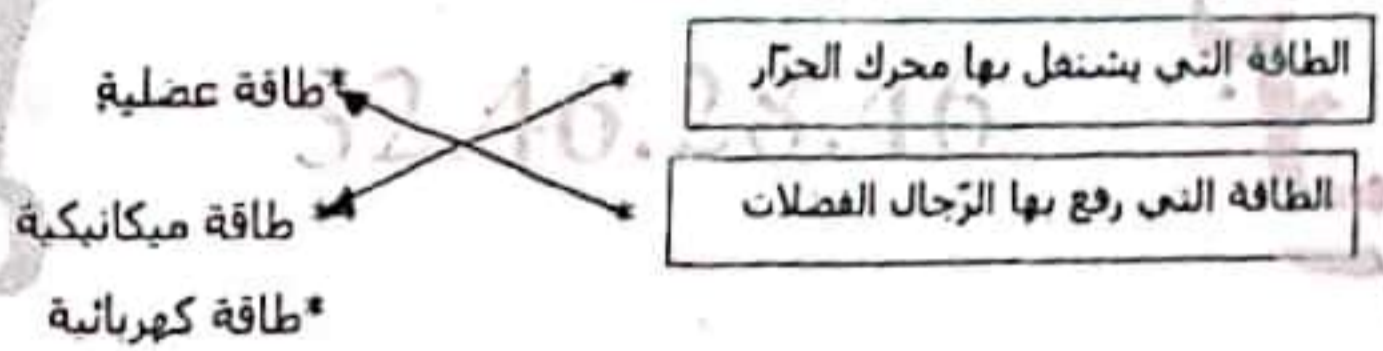 الطاقة التي يشتغل بها محرك الجرّار
*طاقة عضلية
الطاقة التي رفع بها الرّجال الفضلات
* طاقة ميكانيكية
*طاقة كهربائية